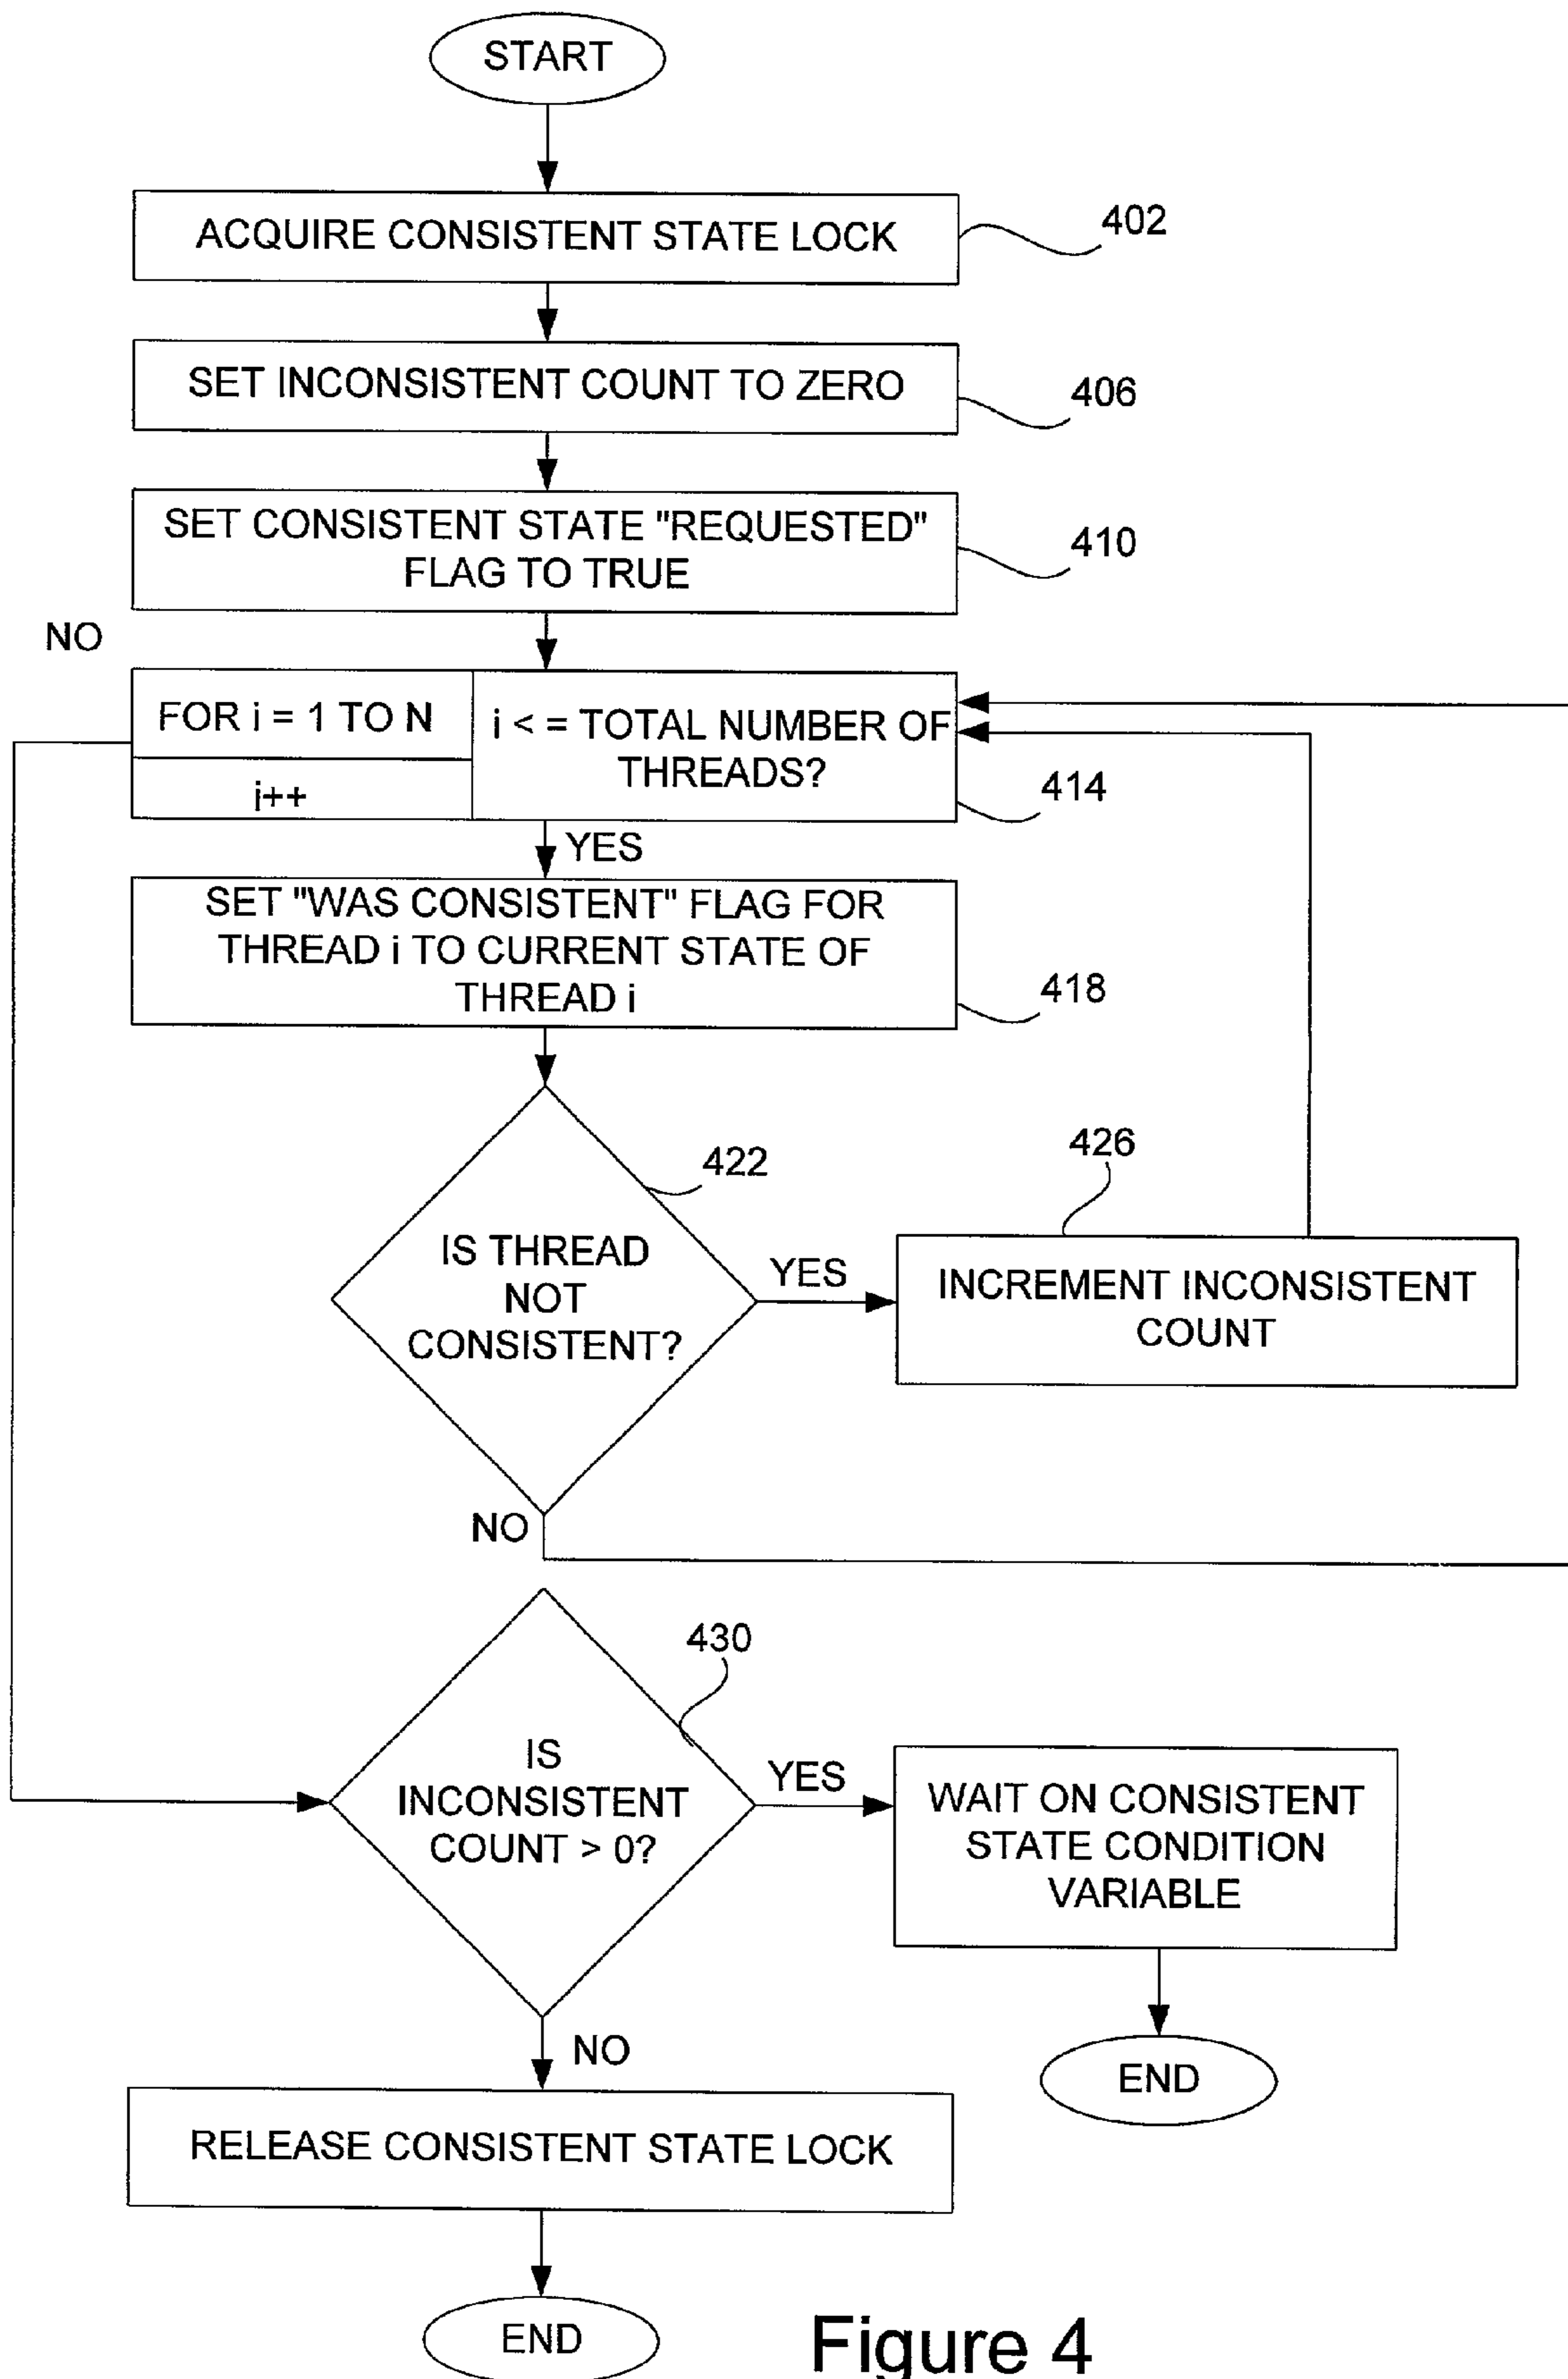 START
ACQUIRE CONSISTENT STATE LOCK
402
SET INCONSISTENT COUNT TO ZERO
406
SET CONSISTENT STATE "REQUESTED"
FLAG TO TRUE
410
NO
FOR i = 1 TO N
i++
i < = TOTAL NUMBER OF
THREADS?
414
YES
SET "WAS CONSISTENT" FLAG FOR
THREAD i TO CURRENT STATE OF
THREAD i
418
422
IS THREAD
NOT
CONSISTENT?
YES
426
INCREMENT INCONSISTENT
COUNT
NO
430
IS
INCONSISTENT
COUNT > 0?
YES
WAIT ON CONSISTENT
STATE CONDITION
VARIABLE
END
NO
RELEASE CONSISTENT STATE LOCK
END
Figure 4